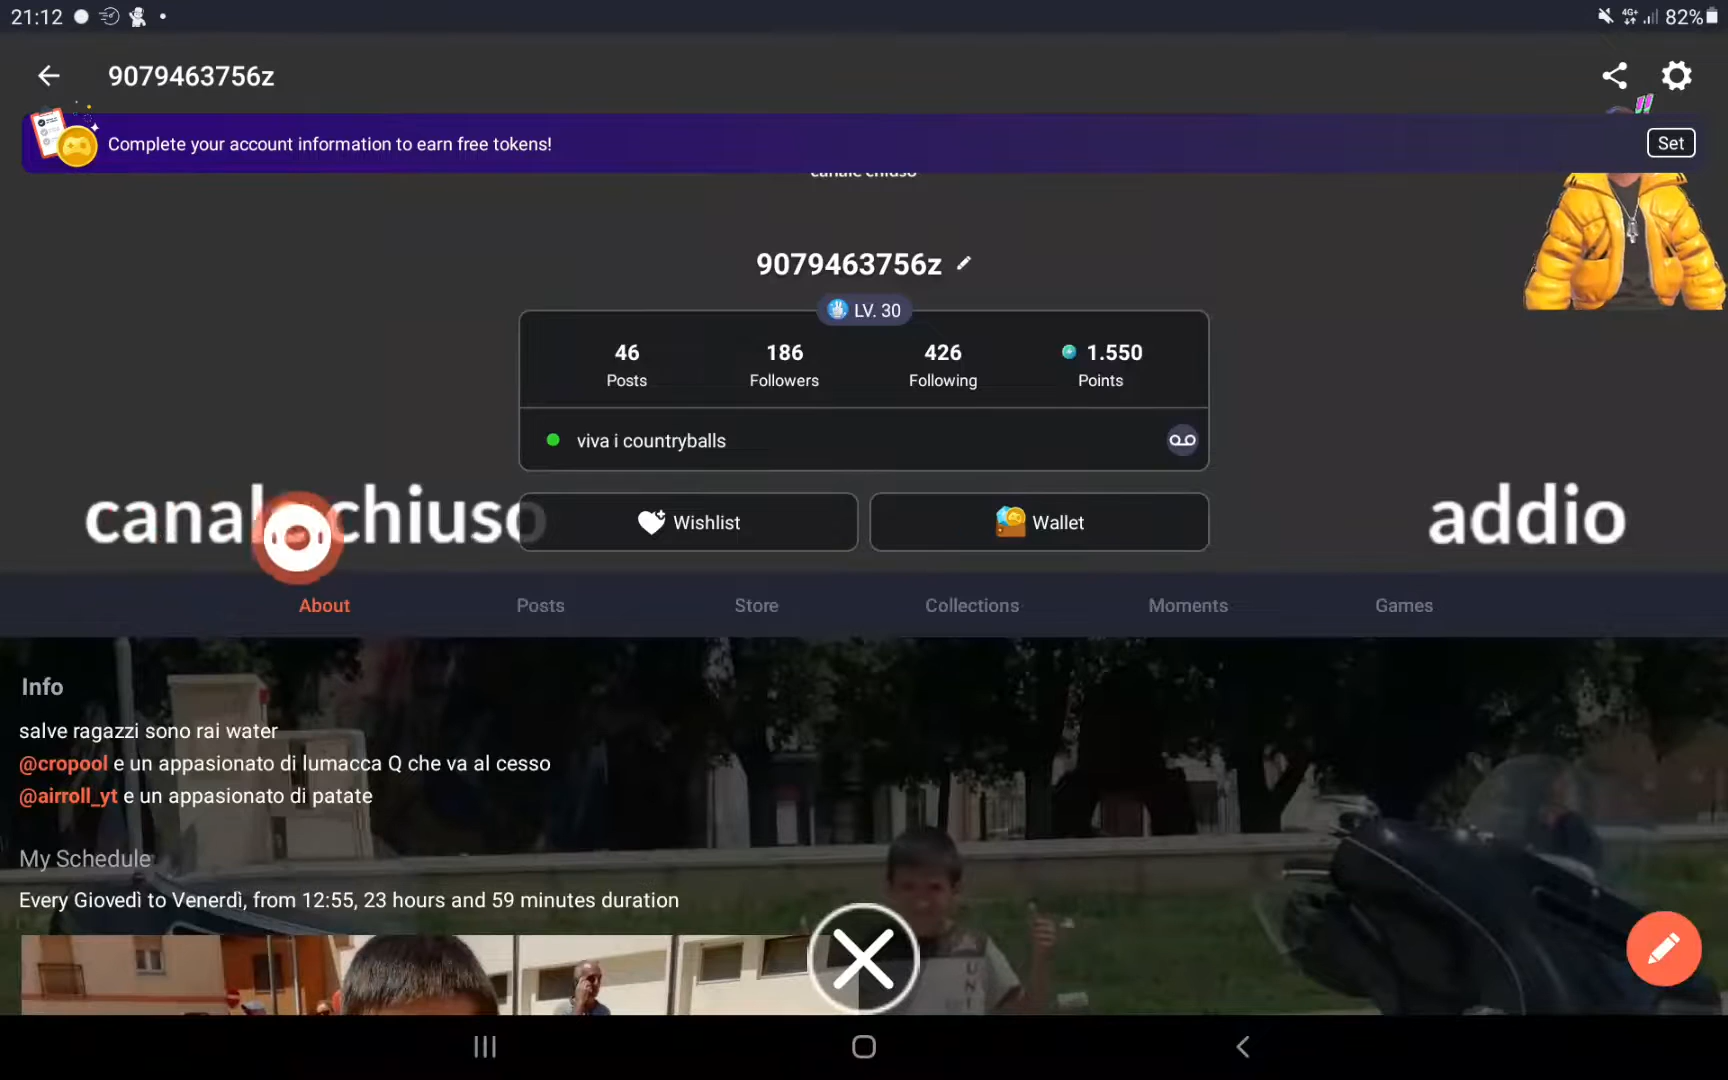 21:12
4G+
82%
9079463756z
Complete your account information to earn free tokens!
Set
canale chiuso
9079463756z
LV. 30
46
186
426
1.550
Posts
Followers
Following
Points
viva i countryballs
canale chiuso
Wishlist
Wallet
addio
About
Posts
Store
Collections
Moments
Games
Info
salve ragazzi sono rai water
@cropool e un appasionato di lumacca Q che va al cesso
@airroll_yt e un appasionato di patate
My Schedule
Every Giovedì to Venerdì, from 12:55, 23 hours and 59 minutes duration